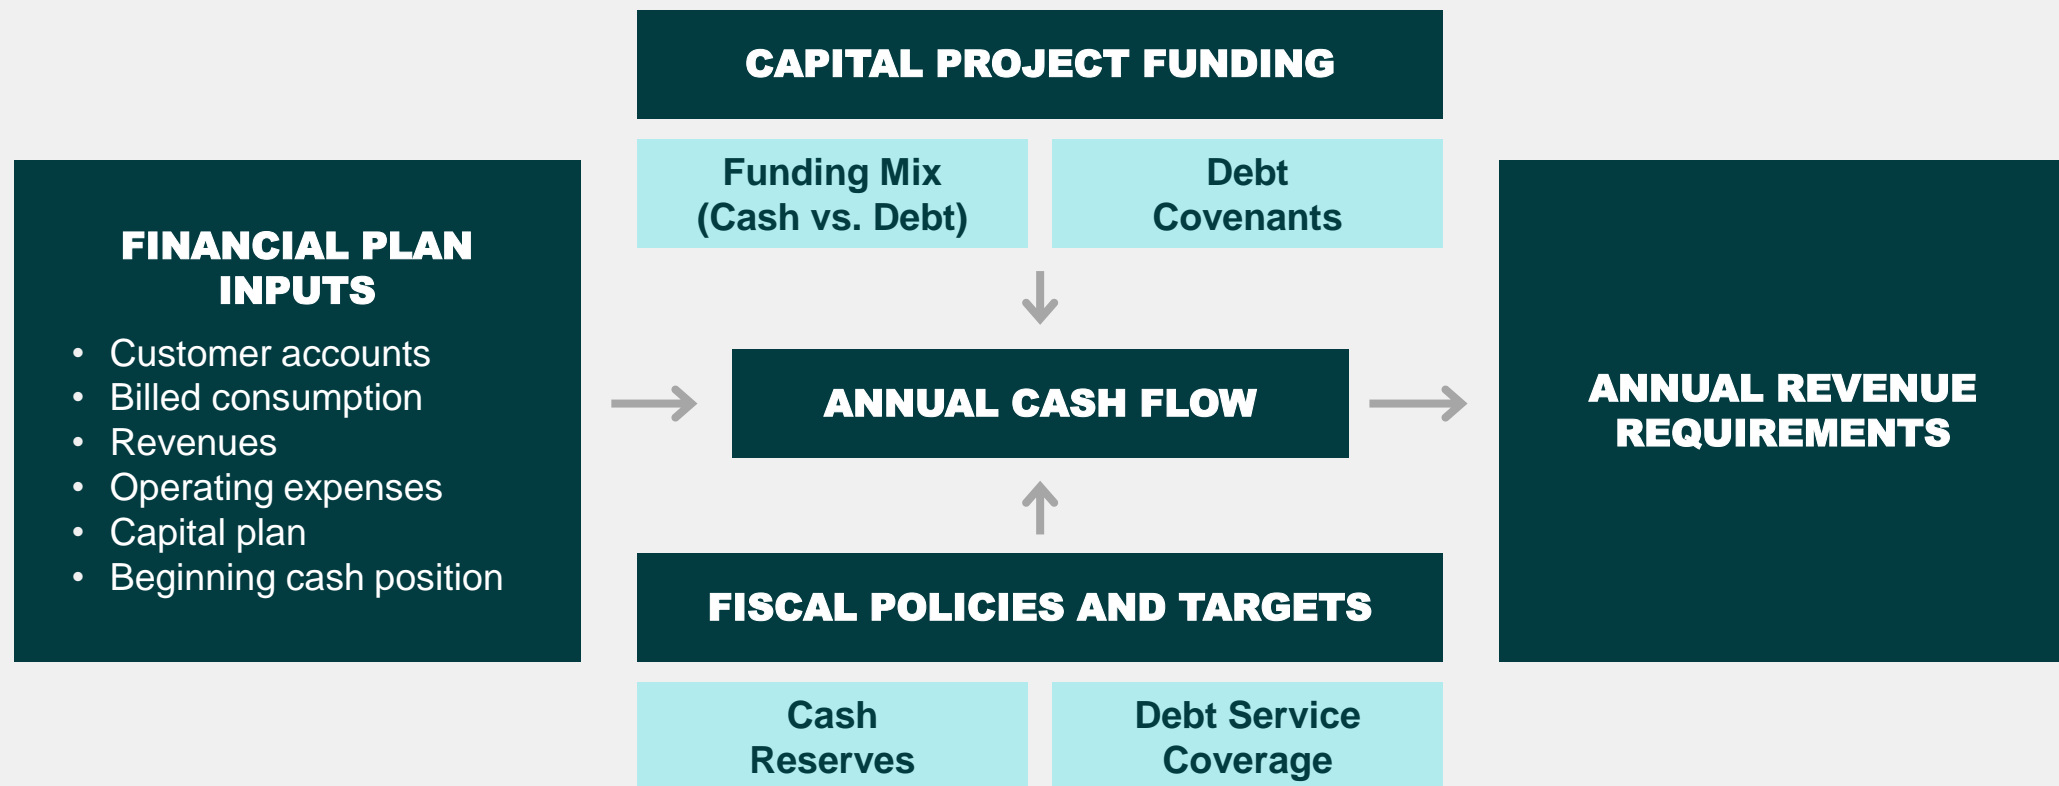 CAPITAL PROJECT FUNDING
Funding Mix
(Cash vs. Debt)
Debt
Covenants
FINANCIAL PLAN
INPUTS
• Customer accounts
• Billed consumption
• Revenues
• Operating expenses
• Capital plan
• Beginning cash position
ANNUAL CASH FLOW
ANNUAL REVENUE
REQUIREMENTS
FISCAL POLICIES AND TARGETS
Cash
Reserves
Debt Service
Coverage